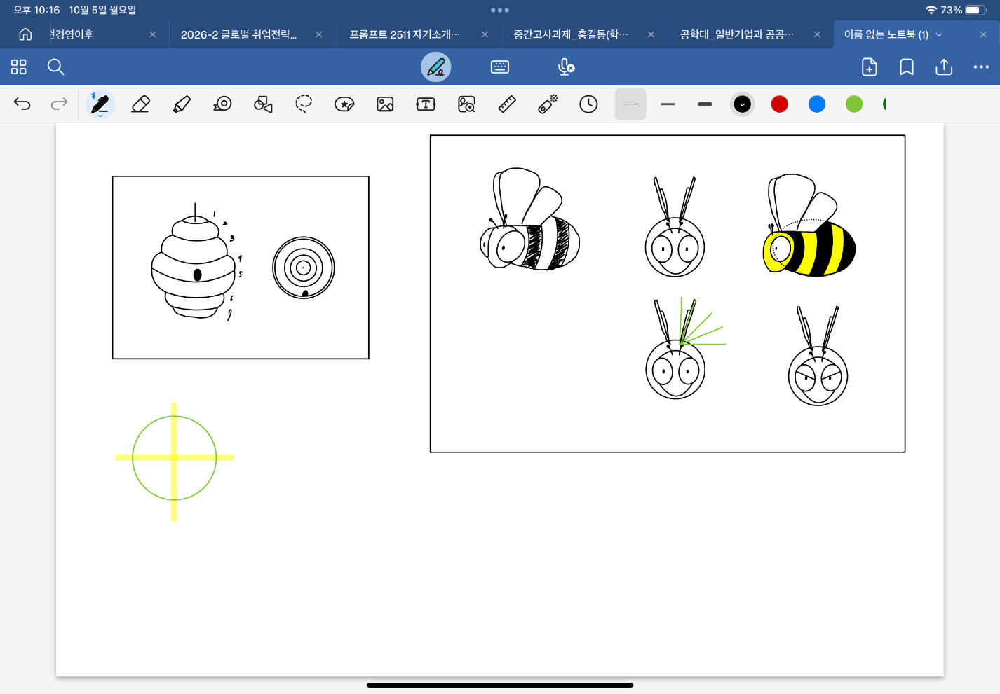 오후 10:16 10월 5일 월요일
73%
변경영이후
2026-2 글로벌 취업전략...
프롬프트 2511 자기소개…
중간고사과제_홍길동(학…
공학대_일반기업과 공공…
이름 없는 노트북 (1)
T
1
2
3
4
5
6
7